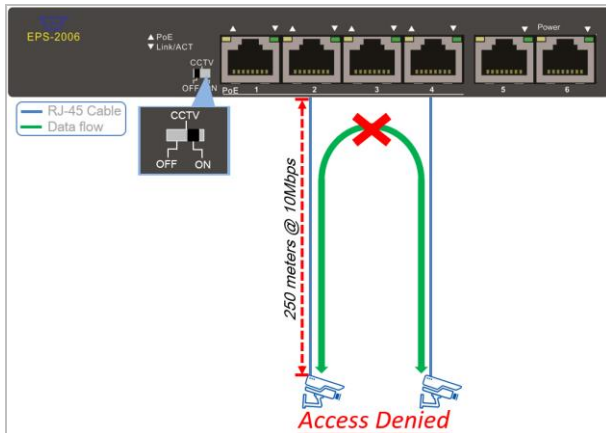 EPS-2006
▲ PoE
▼ Link/ACT
CCTV
OFF ON
PoE 1 2 3 4 5 6
Power
RJ-45 Cable
Data flow
CCTV
OFF ON
250 meters @ 10Mbps
Access Denied